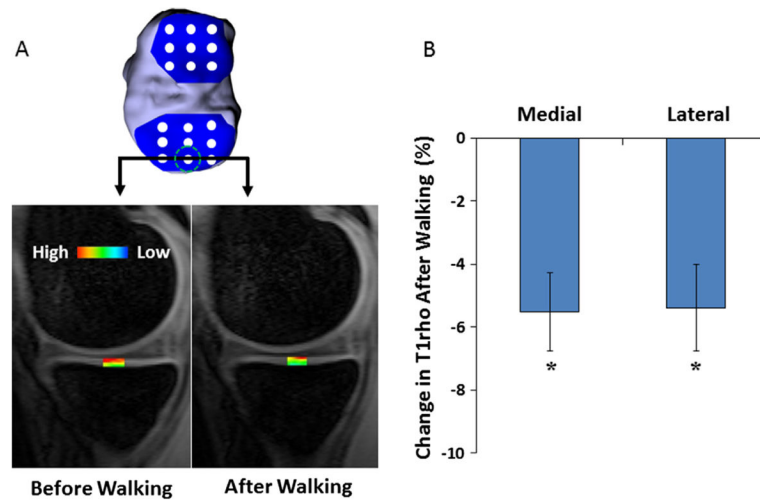 A
High Low
Before Walking After Walking
B
Medial Lateral
Change in T1rho After Walking (%)
0
-2
-4
-6
-8
-10
* *